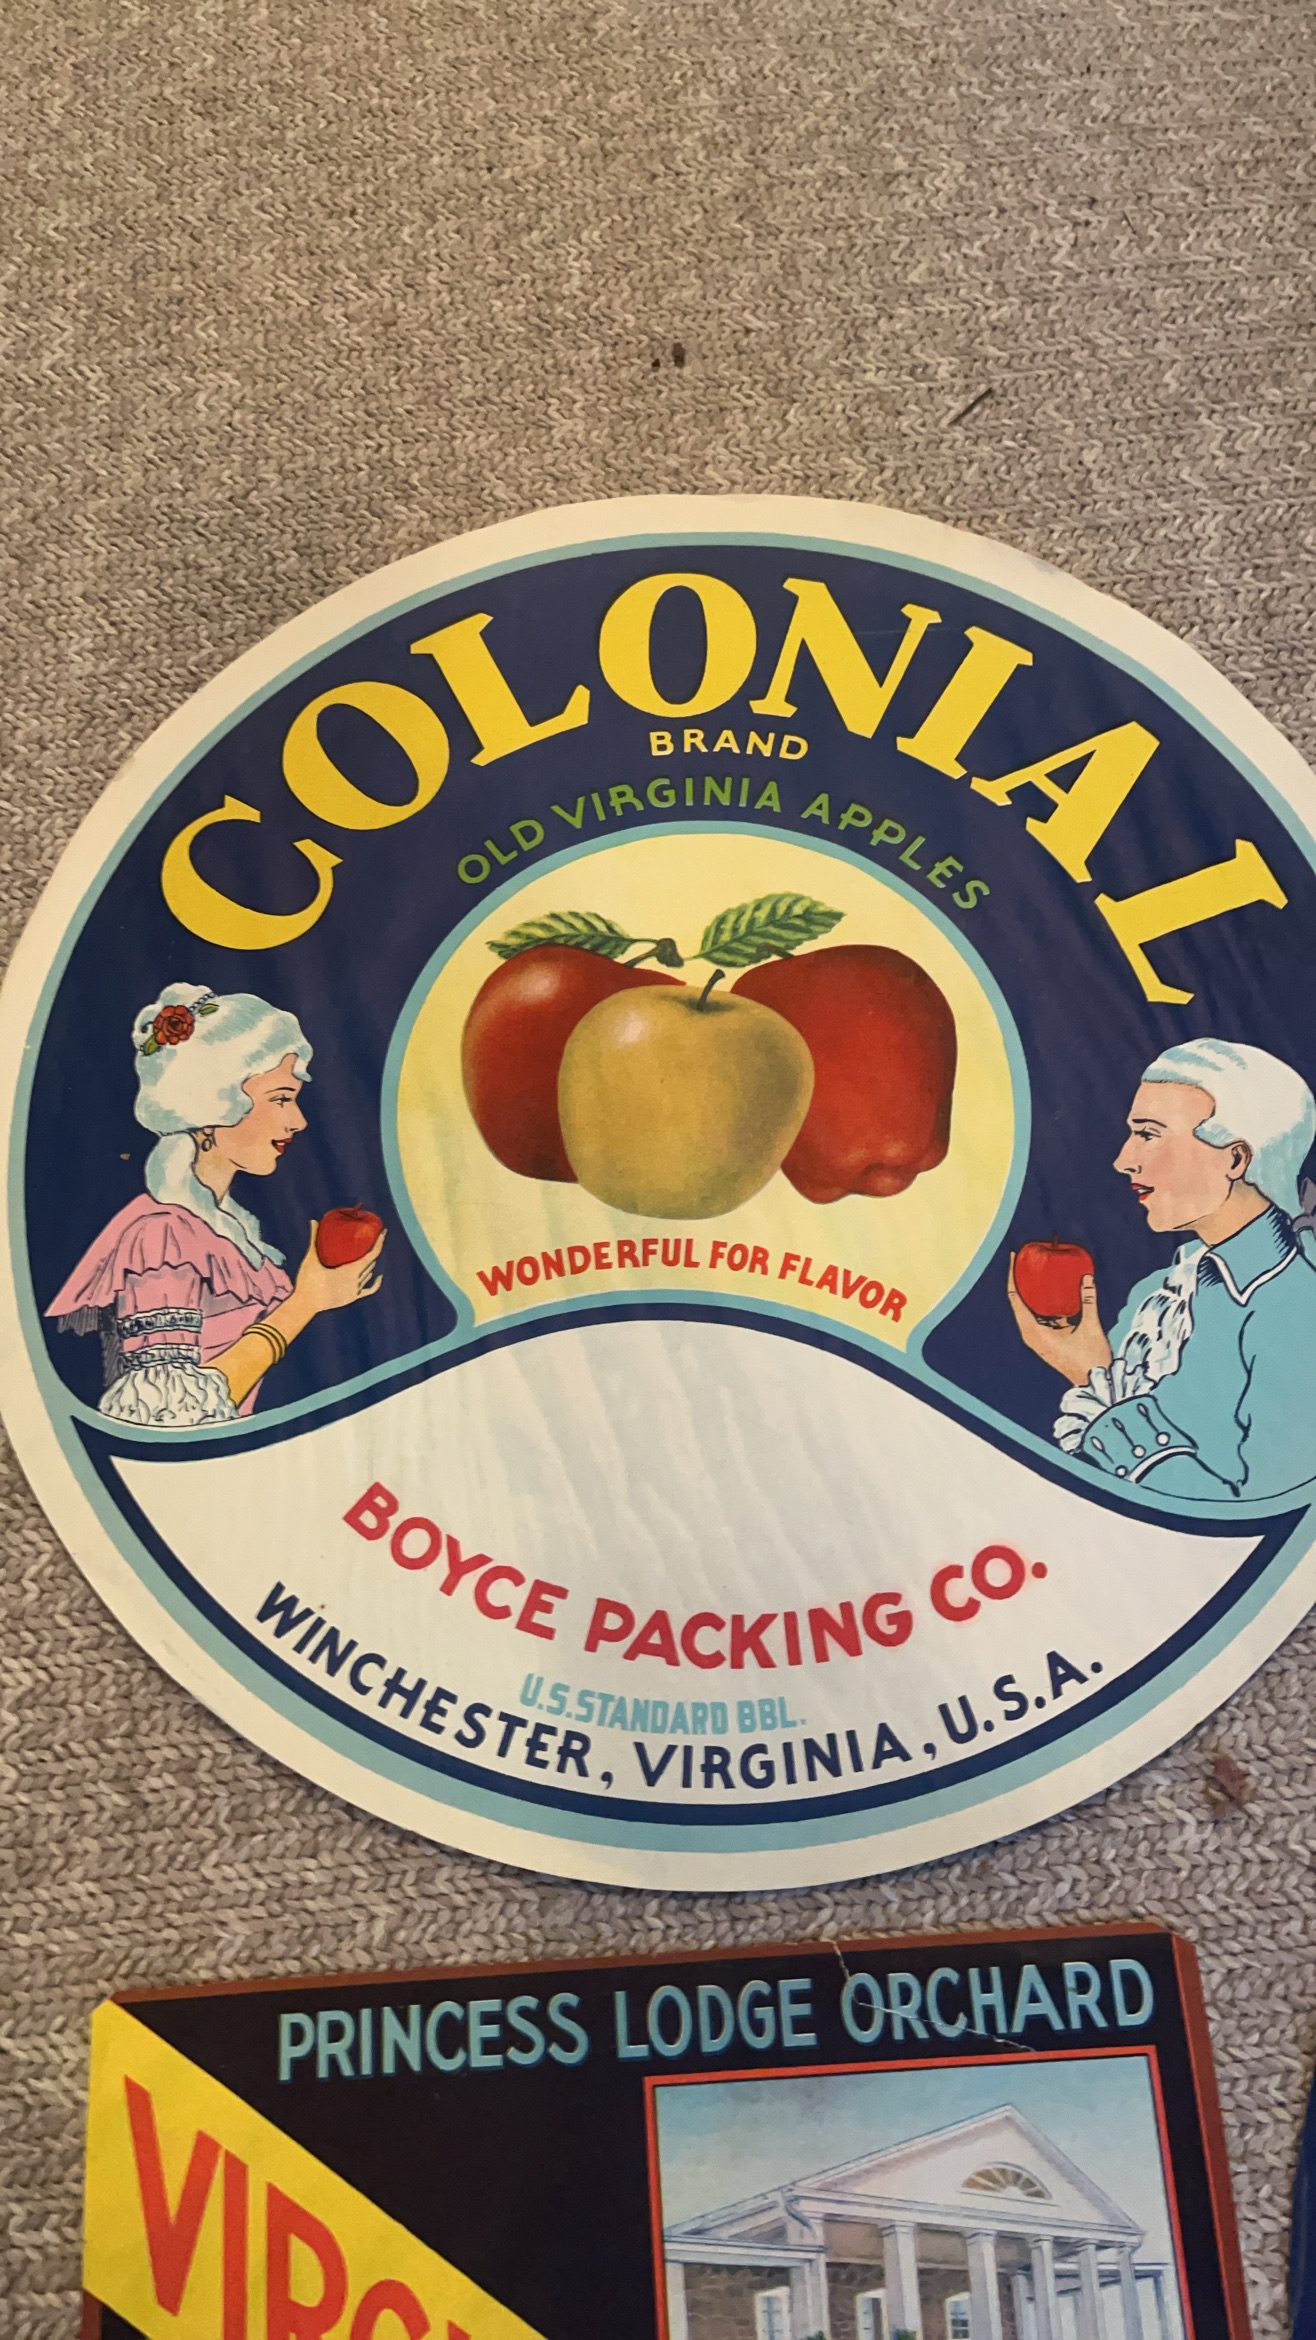 COLONIAL
BRAND
OLD VIRGINIA APPLES
WONDERFUL FOR FLAVOR
BOYCE PACKING CO.
U.S. STANDARD BBL.
WINCHESTER, VIRGINIA, U.S.A.
PRINCESS LODGE ORCHARD